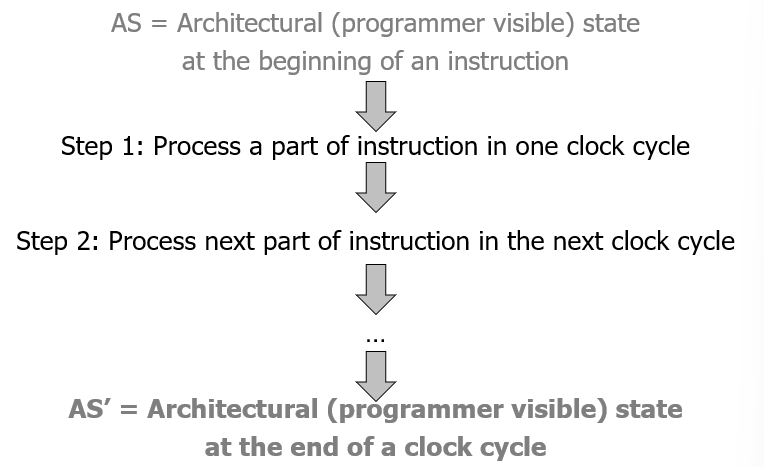 AS = Architectural (programmer visible) state
at the beginning of an instruction
Step 1: Process a part of instruction in one clock cycle
Step 2: Process next part of instruction in the next clock cycle
...
AS’ = Architectural (programmer visible) state
at the end of a clock cycle